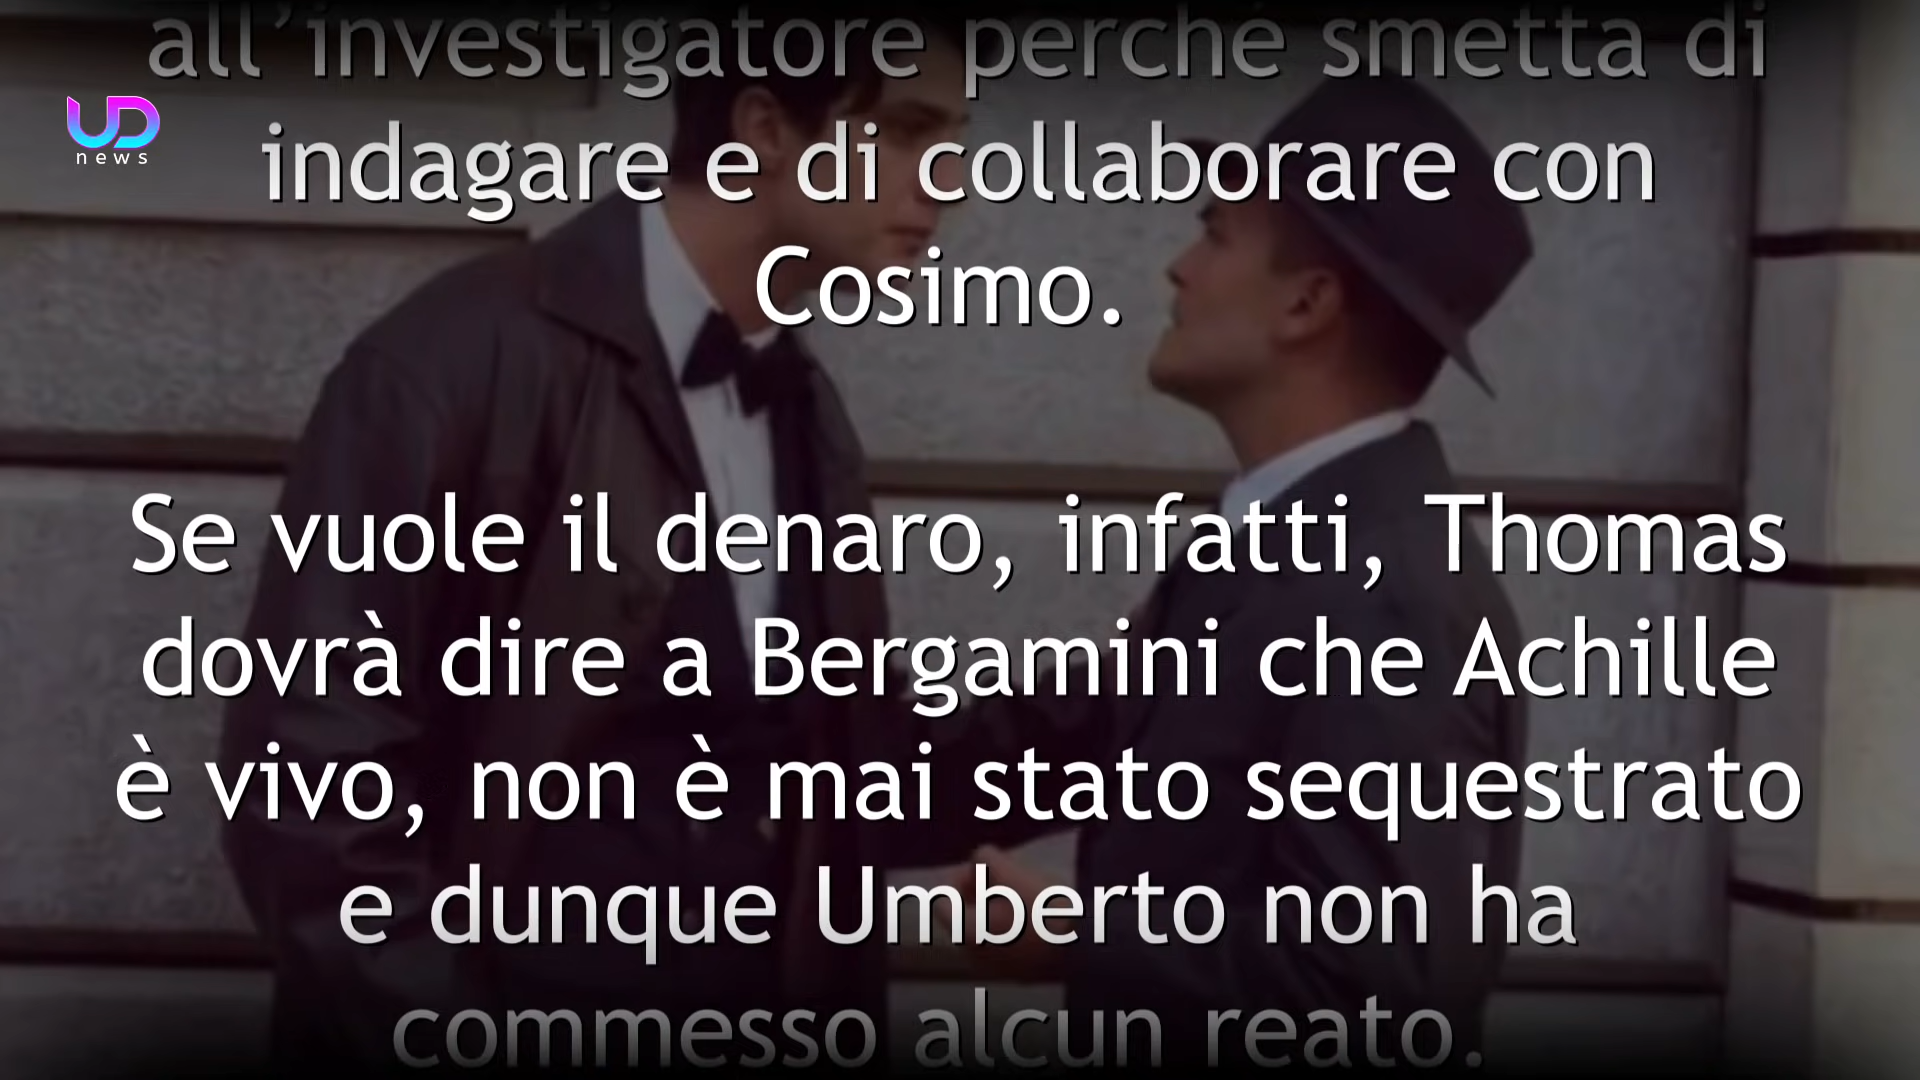 all’investigatore perché smetta di
UD
news
indagare e di collaborare con
Cosimo.
Se vuole il denaro, infatti, Thomas
dovrà dire a Bergamini che Achille
è vivo, non è mai stato sequestrato
e dunque Umberto non ha
commesso alcun reato.